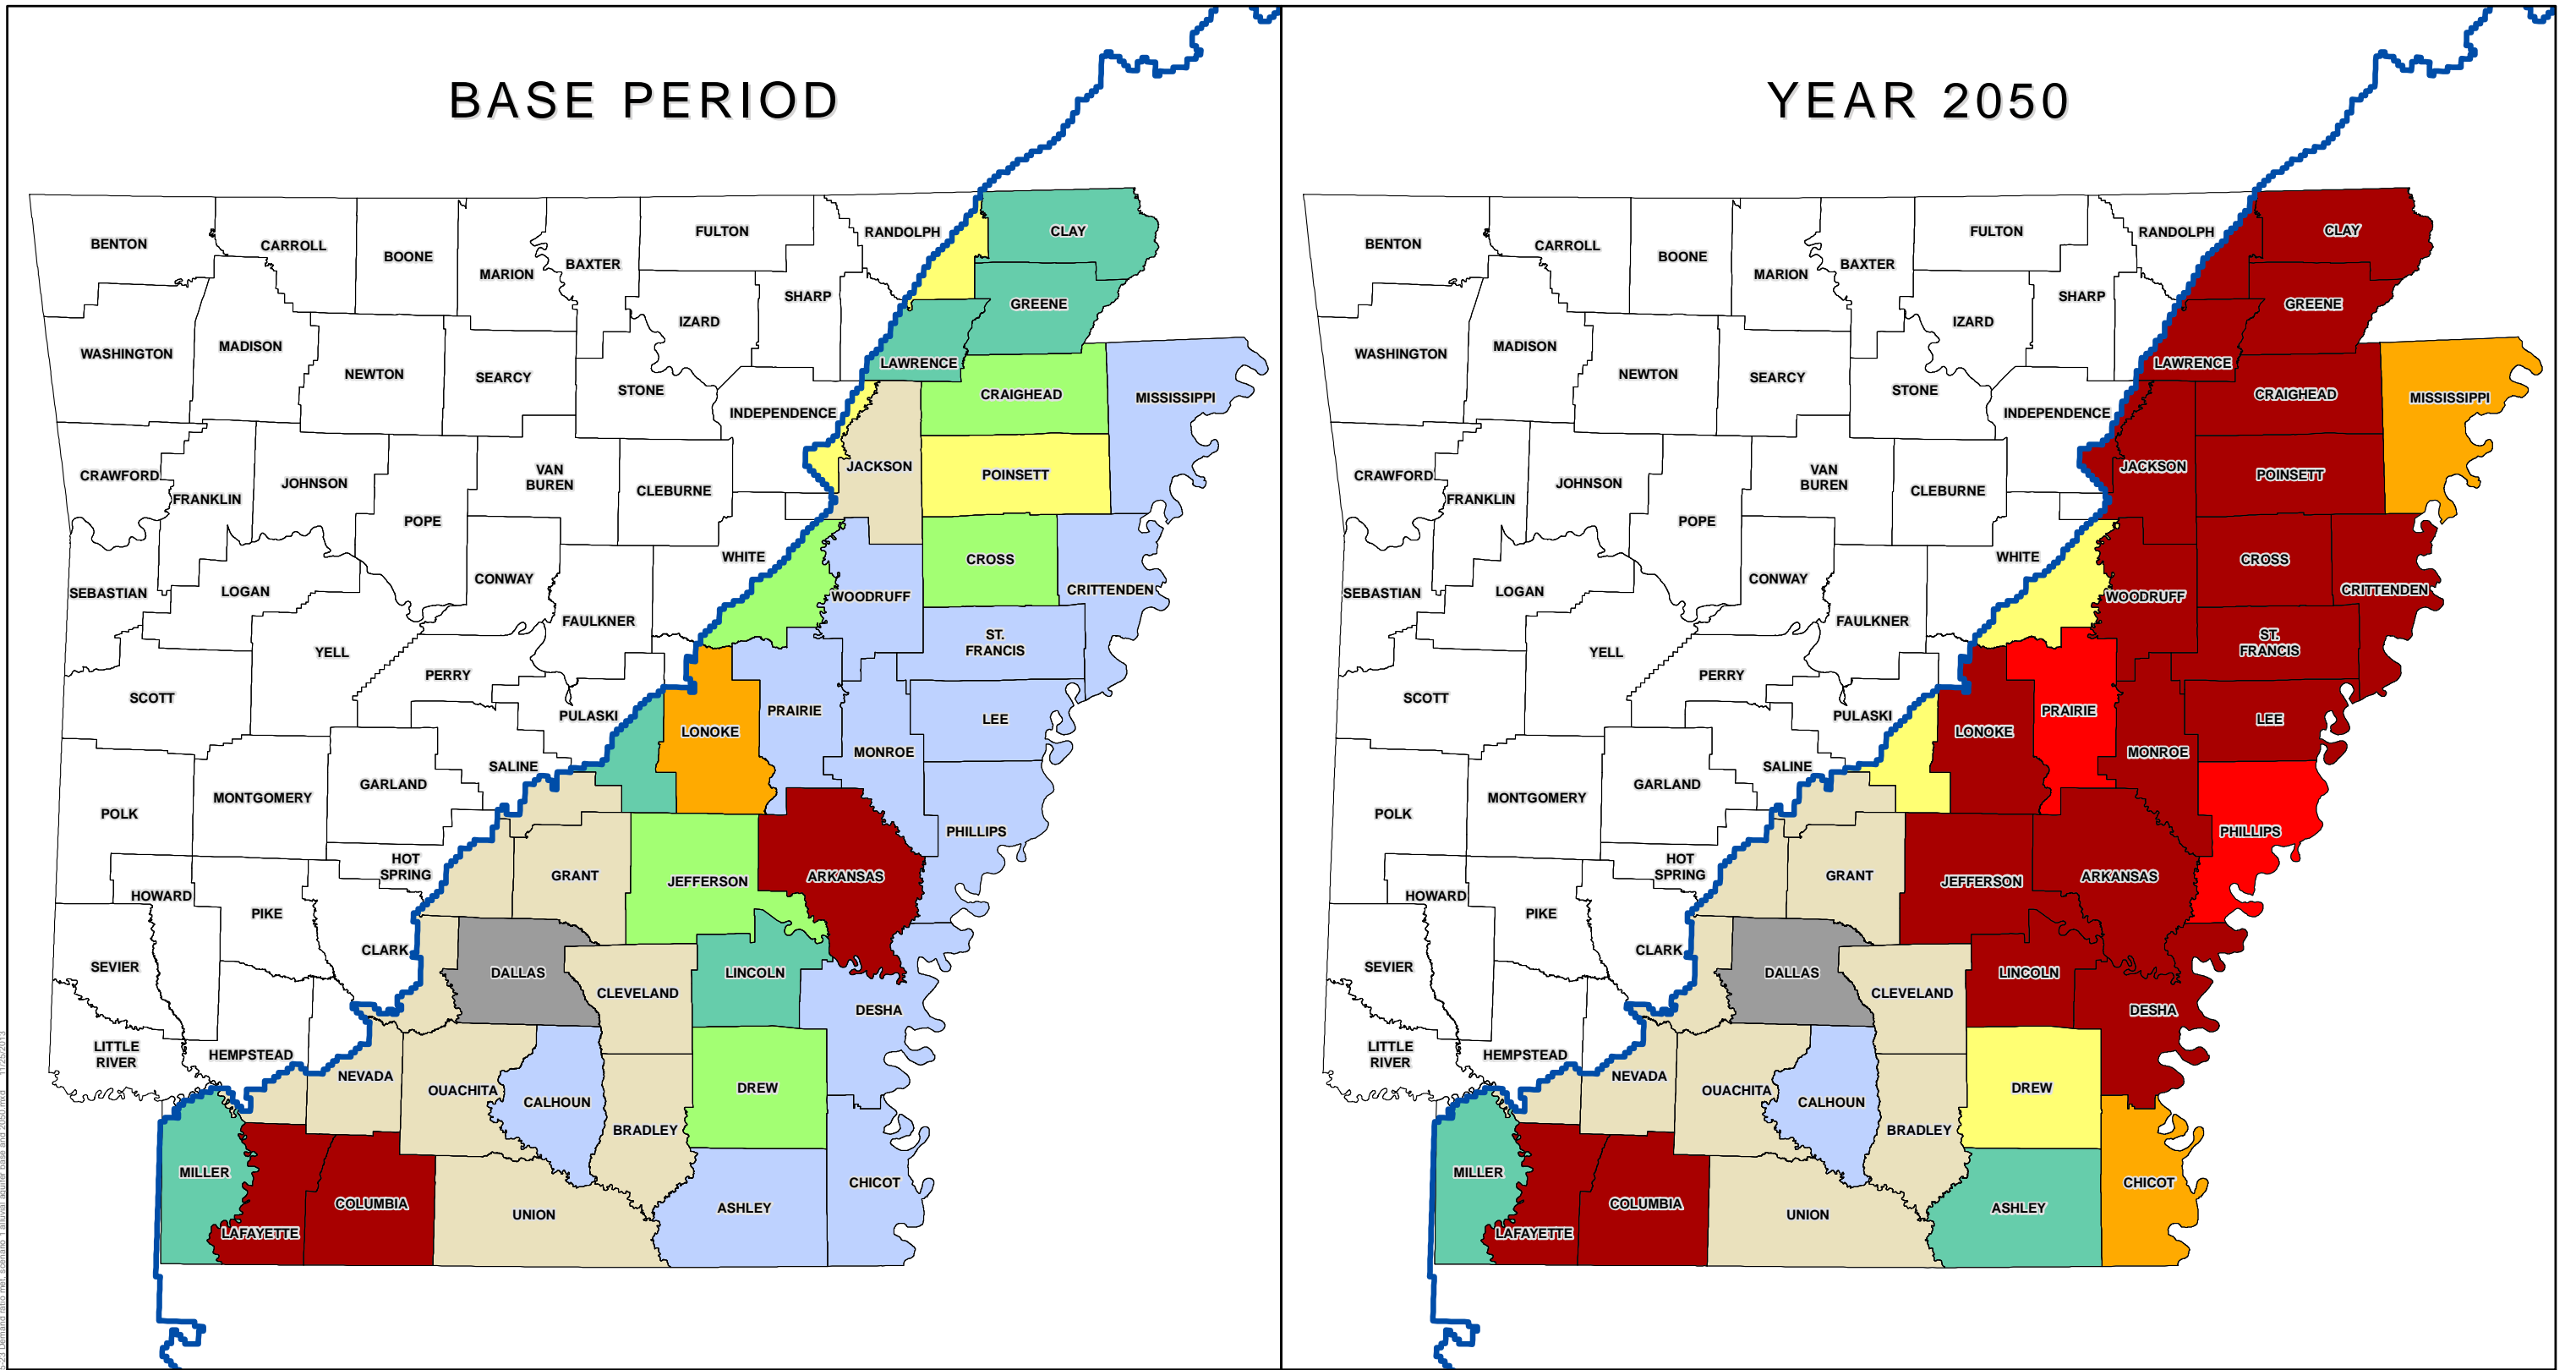 BASE PERIOD
BENTON
CARROLL
BOONE
MARION
BAXTER
FULTON
RANDOLPH
CLAY
SHARP
GREENE
IZARD
WASHINGTON
MADISON
NEWTON
SEARCY
STONE
LAWRENCE
CRAIGHEAD
MISSISSIPPI
INDEPENDENCE
JACKSON
POINSETT
CRAWFORD
FRANKLIN
JOHNSON
VAN
BUREN
CLEBURNE
POPE
WHITE
CROSS
CONWAY
SEBASTIAN
LOGAN
WOODRUFF
CRITTENDEN
FAULKNER
ST.
FRANCIS
YELL
PERRY
SCOTT
PULASKI
PRAIRIE
LEE
LONOKE
MONROE
SALINE
GARLAND
MONTGOMERY
POLK
PHILLIPS
HOT
SPRING
GRANT
JEFFERSON
ARKANSAS
HOWARD
PIKE
CLARK
SEVIER
DALLAS
LINCOLN
CLEVELAND
DESHA
LITTLE
RIVER
HEMPSTEAD
NEVADA
OUACHITA
CALHOUN
DREW
BRADLEY
MILLER
CHICOT
COLUMBIA
ASHLEY
UNION
LAFAYETTE
YEAR 2050
BENTON
CARROLL
BOONE
MARION
BAXTER
FULTON
RANDOLPH
CLAY
SHARP
GREENE
IZARD
WASHINGTON
MADISON
NEWTON
SEARCY
STONE
LAWRENCE
CRAIGHEAD
MISSISSIPPI
INDEPENDENCE
JACKSON
POINSETT
CRAWFORD
FRANKLIN
JOHNSON
VAN
BUREN
CLEBURNE
POPE
WHITE
CROSS
CONWAY
SEBASTIAN
LOGAN
WOODRUFF
CRITTENDEN
FAULKNER
ST.
FRANCIS
YELL
PERRY
SCOTT
PULASKI
PRAIRIE
LEE
LONOKE
MONROE
SALINE
GARLAND
MONTGOMERY
POLK
PHILLIPS
HOT
SPRING
GRANT
JEFFERSON
ARKANSAS
HOWARD
PIKE
CLARK
SEVIER
DALLAS
LINCOLN
CLEVELAND
DESHA
LITTLE
RIVER
HEMPSTEAD
NEVADA
OUACHITA
CALHOUN
DREW
BRADLEY
MILLER
CHICOT
COLUMBIA
ASHLEY
UNION
LAFAYETTE